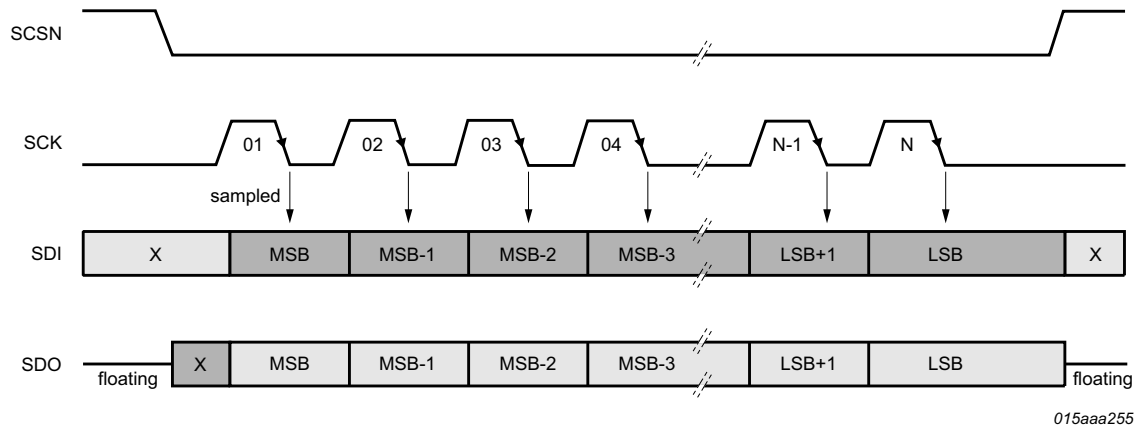 SCSN
SCK 01 02 03 04 N-1 N
sampled
SDI X MSB MSB-1 MSB-2 MSB-3 LSB+1 LSB X
SDO X MSB MSB-1 MSB-2 MSB-3 LSB+1 LSB
floating floating
015aaa255